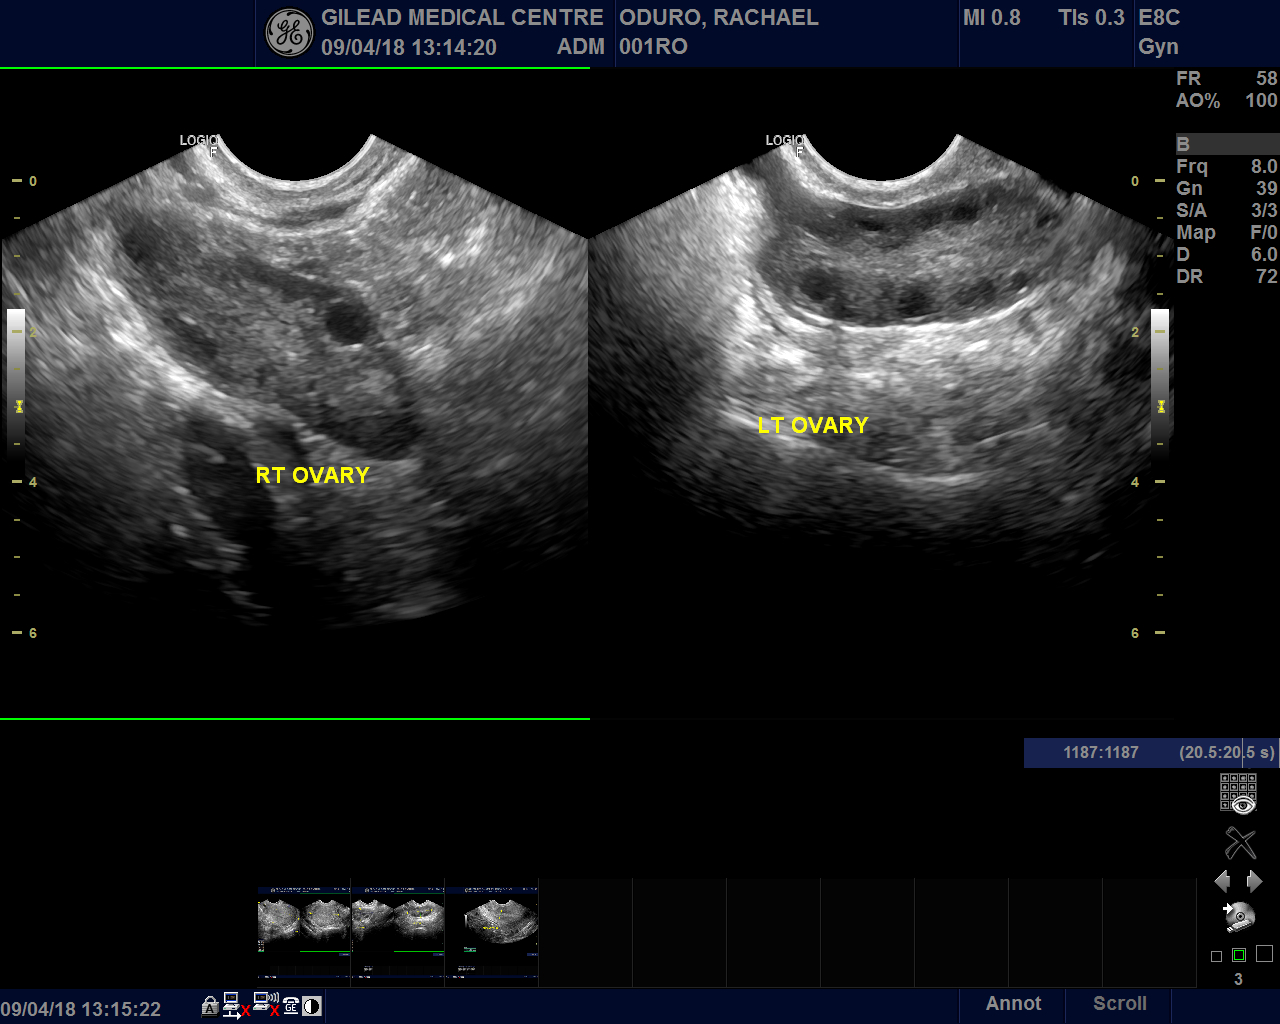 GILEAD MEDICAL CENTRE
09/04/18 13:14:20 ADM
ODURO, RACHAEL
001RO
MI 0.8 TIs 0.3
E8C
Gyn
FR 58
AO% 100
B
Frq 8.0
Gn 39
S/A 3/3
Map F/0
D 6.0
DR 72
LOGIQ
F
0
2
4
6
RT OVARY
LOGIQ
F
0
2
4
6
LT OVARY
1187:1187 (20.5:20.5 s)
3
09/04/18 13:15:22
A
GE
Annot
Scroll